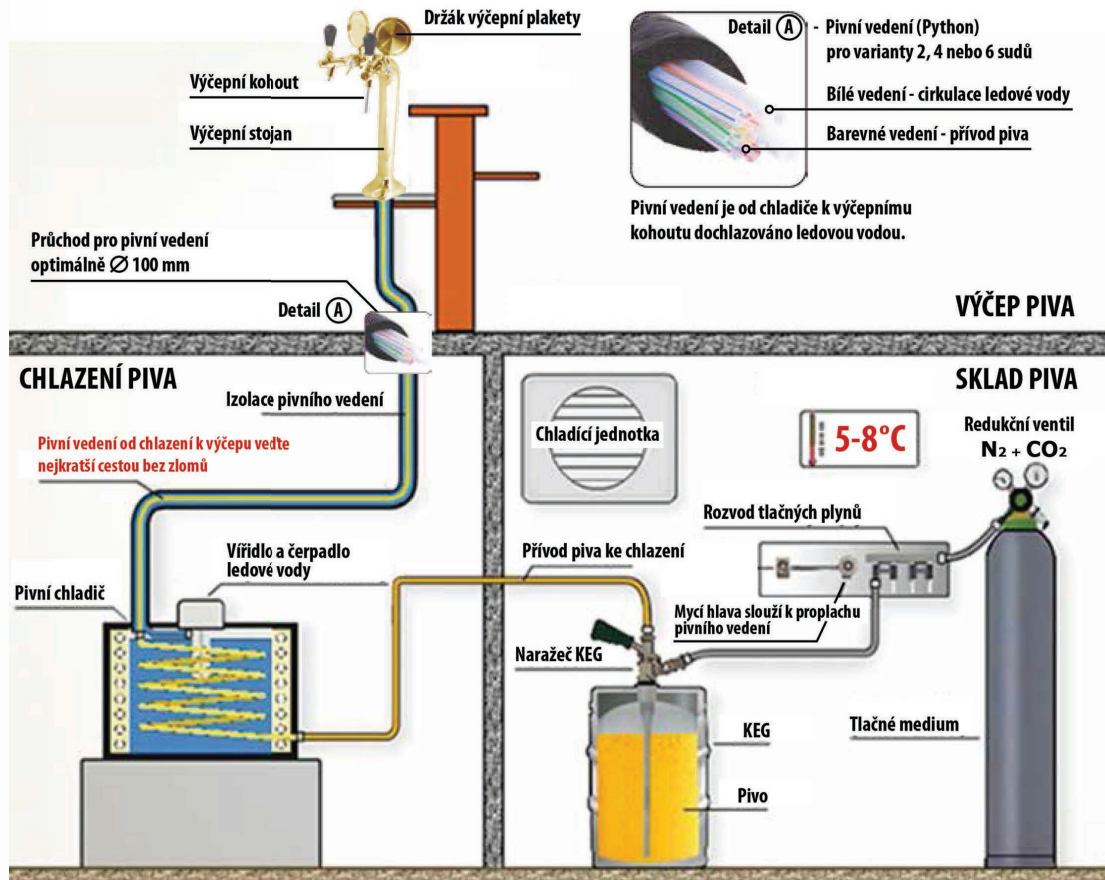 Držák výčepní plakety
Výčepní kohout
Výčepní stojan
Detail A - Pivní vedení (Python)
pro varianty 2, 4 nebo 6 sudů
Bílé vedení - cirkulace ledové vody
Barevné vedení - přívod piva
Pivní vedení je od chladiče k výčepnímu
kohoutu dochlazováno ledovou vodou.
Průchod pro pivní vedení
optimálně Ø 100 mm
Detail A
VÝČEP PIVA
CHLAZENÍ PIVA
Izolace pivního vedení
Pivní vedení od chlazení k výčepu veďte
nejkratší cestou bez zlomů
Vířidlo a čerpadlo
ledové vody
Pivní chladič
SKLAD PIVA
Chladící jednotka
5-8°C
Redukční ventil
N2 + CO2
Rozvod tlačných plynů
Přívod piva ke chlazení
Mycí hlava slouží k proplachu
pivního vedení
Naražeč KEG
KEG
Tlačné medium
Pivo